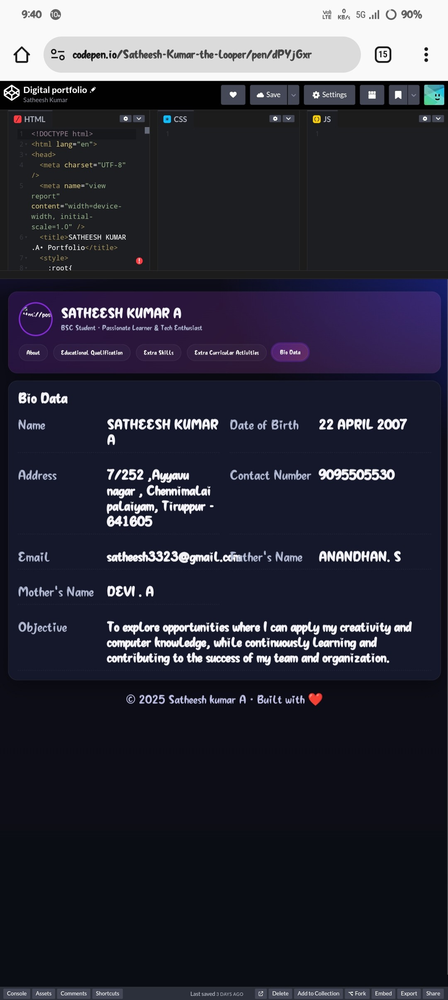 9:40 10+ Vo) LTE 0 KB/s 5G 90%
codepen.io/Satheesh-Kumar-the-Looper/pen/dPYjGxr 15
Digital portfolio
Satheesh Kumar
Save Settings
HTML CSS JS
1 <!DOCTYPE html>
2 <html lang="en">
3 <head>
4 <meta charset="UTF-8"
/>
5 <meta name="view
report"
content="width=device-
width, initial-
scale=1.0" />
6 <title>SATHEESH KUMAR
.A• Portfolio</title>
7 <style>
8 :root{
1
1
SATHEESH KUMAR A
BSC Student · Passionate Learner & Tech Enthusiast
About Educational Qualification Extra Skills Extra Curricular Activities Bio Data
Bio Data
Name SATHEESH KUMAR A
Date of Birth 22 APRIL 2007
Address 7/252 ,Ayyavu
nagar , Chennimalai
palaiyam, Tiruppur -
641605
Contact Number 9095505530
Email satheesh3323@gmail.com
Father's Name ANANDHAN. S
Mother's Name DEVI . A
Objective To explore opportunities where I can apply my creativity and
computer knowledge, while continuously learning and
contributing to the success of my team and organization.
© 2025 Satheesh kumar A · Built with ❤️
Console Assets Comments Shortcuts Last saved 3 DAYS AGO Delete Add to Collection Fork Embed Export Share